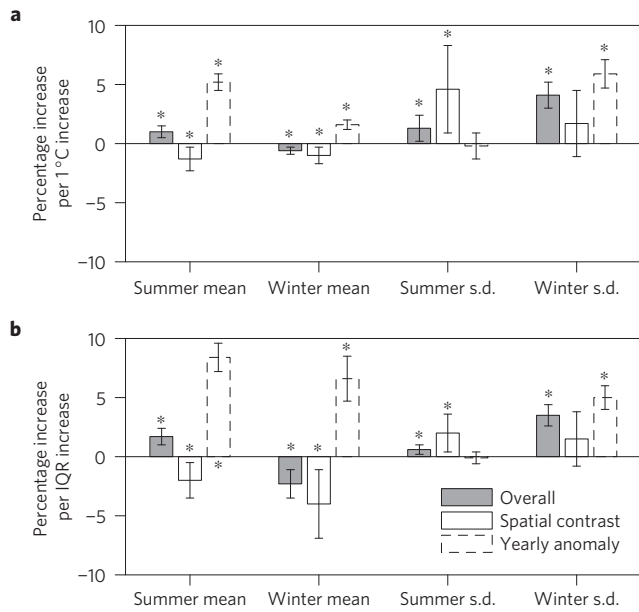 a
Percentage increase
per 1 °C increase
10
5
0
−5
−10
* * * * * * * * * *
Summer mean Winter mean Summer s.d. Winter s.d.
b
Percentage increase
per IQR increase
10
5
0
−5
−10
* * * * * * * * * *
Overall
Spatial contrast
Yearly anomaly
Summer mean Winter mean Summer s.d. Winter s.d.